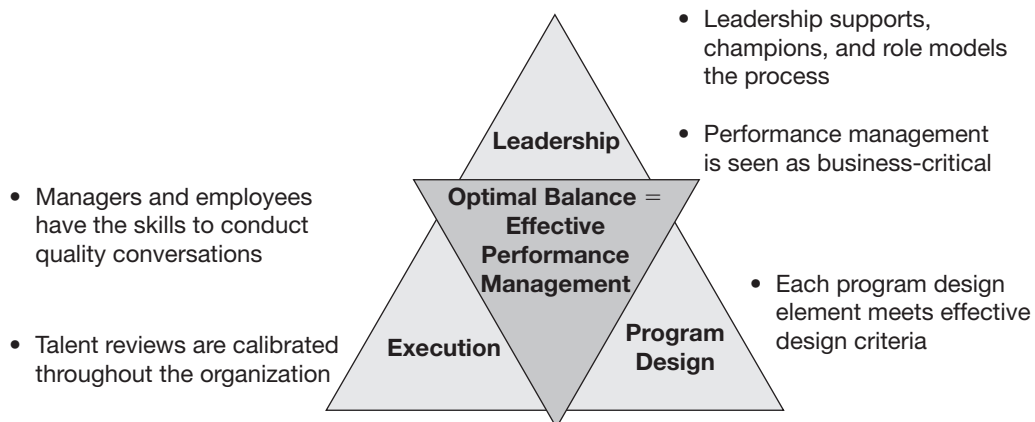 • Leadership supports,
champions, and role models
the process
• Performance management
is seen as business-critical
Leadership
Optimal Balance =
Effective
Performance
Management
• Managers and employees
have the skills to conduct
quality conversations
• Talent reviews are calibrated
throughout the organization
Execution
Program
Design
• Each program design
element meets effective
design criteria